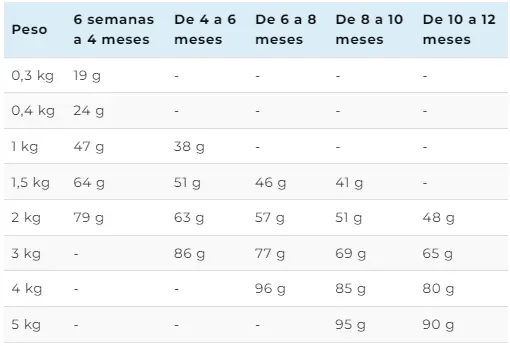 Peso 6 semanas a 4 meses De 4 a 6 meses De 6 a 8 meses De 8 a 10 meses De 10 a 12 meses
0,3 kg 19 g - - - -
0,4 kg 24 g - - - -
1 kg 47 g 38 g - - -
1,5 kg 64 g 51 g 46 g 41 g -
2 kg 79 g 63 g 57 g 51 g 48 g
3 kg - 86 g 77 g 69 g 65 g
4 kg - - 96 g 85 g 80 g
5 kg - - - 95 g 90 g